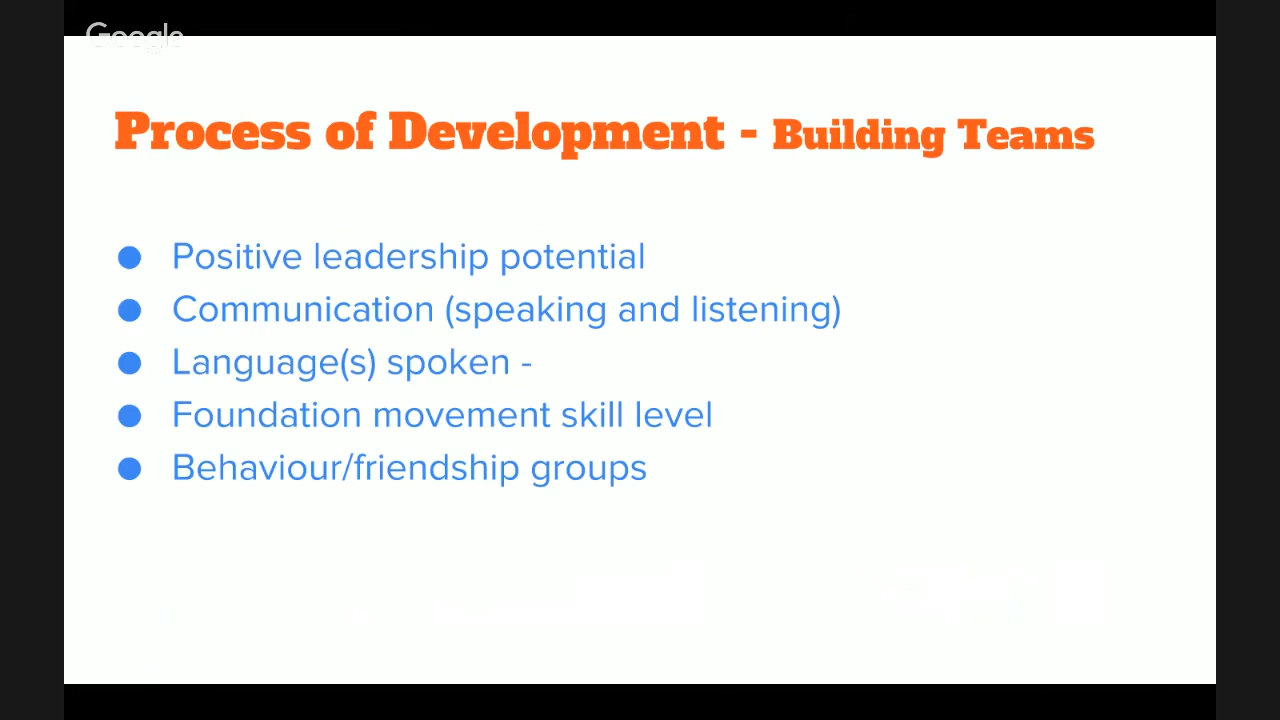 Google
Process of Development - Building Teams
● Positive leadership potential
● Communication (speaking and listening)
● Language(s) spoken -
● Foundation movement skill level
● Behaviour/friendship groups